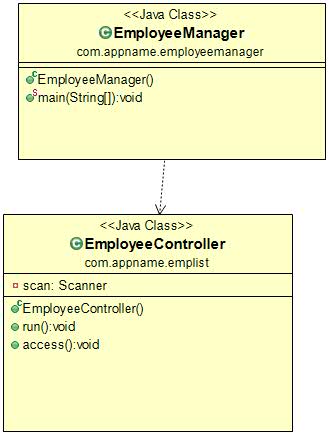 <<Java Class>>
EmployeeManager
com.appname.employeemanager
EmployeeManager()
main(String[]):void
<<Java Class>>
EmployeeController
com.appname.emplist
scan: Scanner
EmployeeController()
run():void
access():void